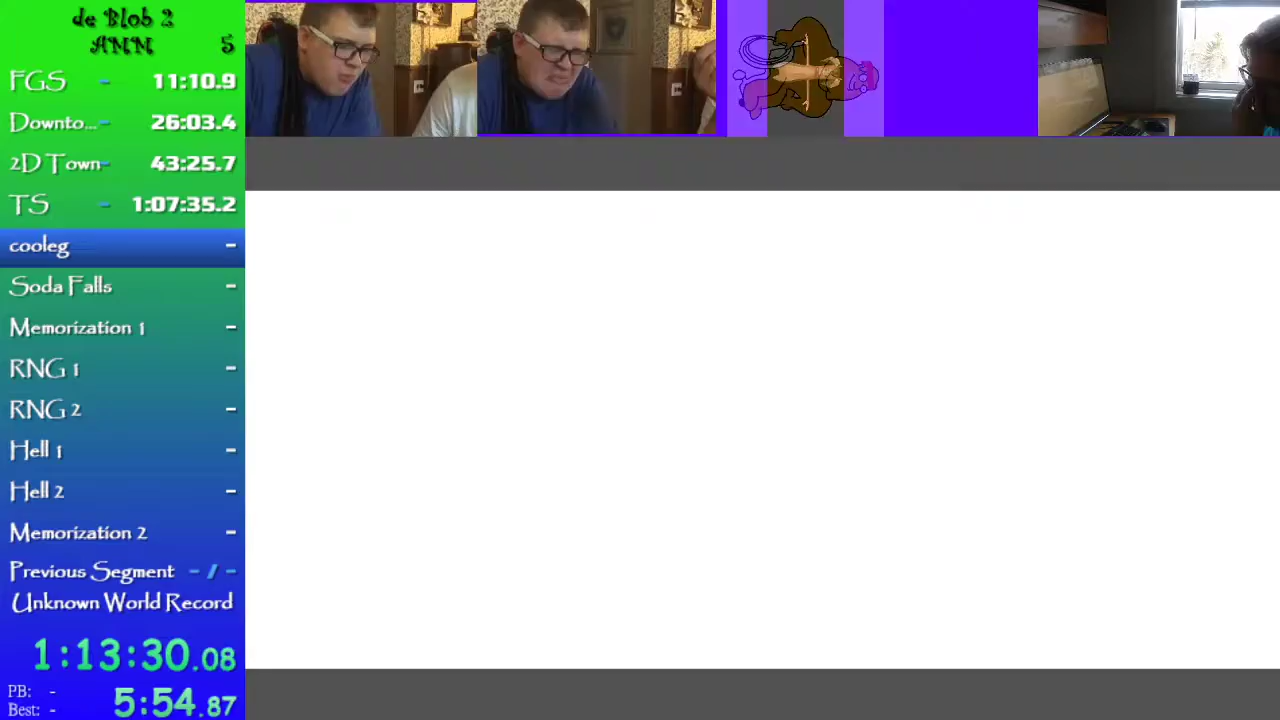 de Blob 2
ANN 5
FGS - 11:10.9
Downto... - 26:03.4
2D Town - 43:25.7
TS - 1:07:35.2
cooleg -
Soda Falls -
Memorization 1 -
RNG 1 -
RNG 2 -
Hell 1 -
Hell 2 -
Memorization 2 -
Previous Segment - / -
Unknown World Record
1:13:30.08
PB: -
Best: - 5:54.87